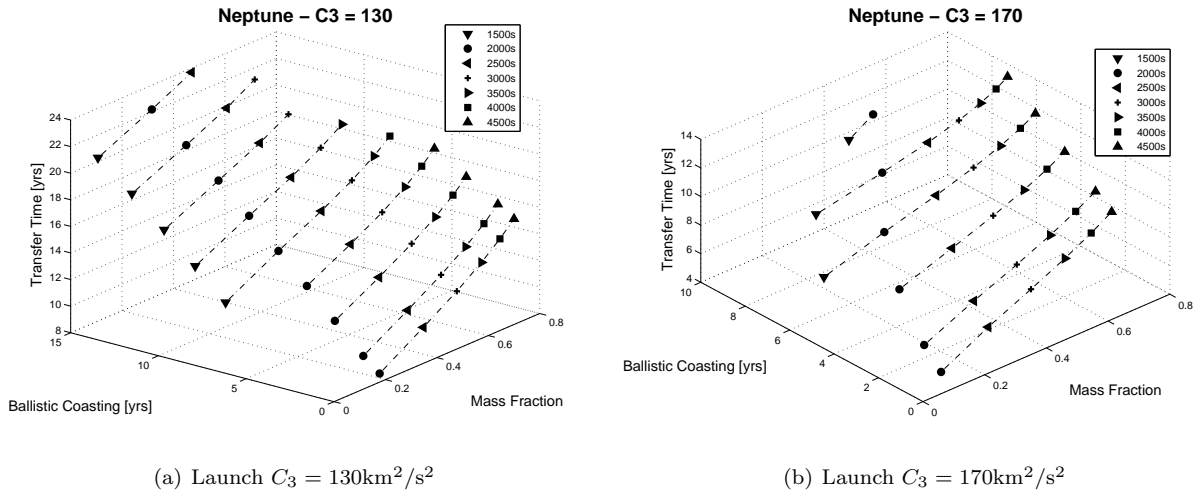 Neptune – C3 = 130
1500s
2000s
2500s
3000s
3500s
4000s
4500s
24
22
20
18
16
14
12
10
8
Transfer Time [yrs]
15
10
5
0
Ballistic Coasting [yrs]
0
0.2
0.4
0.6
0.8
Mass Fraction
(a) Launch C₃ = 130km²/s²
Neptune – C3 = 170
1500s
2000s
2500s
3000s
3500s
4000s
4500s
14
12
10
8
6
4
Transfer Time [yrs]
10
8
6
4
2
0
Ballistic Coasting [yrs]
0
0.2
0.4
0.6
0.8
Mass Fraction
(b) Launch C₃ = 170km²/s²